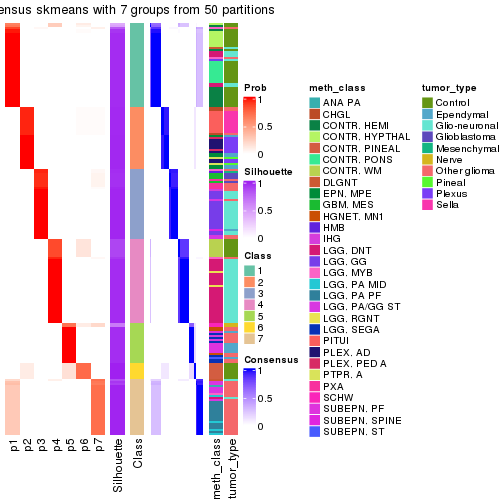 ensus skmeans with 7 groups from 50 partitions
p1
p2
p3
p4
p5
p6
p7
Silhouette
Class
meth_class
tumor_type
Prob
1
0.5
0
Silhouette
1
0.5
0
Class
1
2
3
4
5
6
7
Consensus
1
0.5
0
meth_class
ANA PA
CHGL
CONTR. HEMI
CONTR. HYPTHAL
CONTR. PINEAL
CONTR. PONS
CONTR. WM
DLGNT
EPN. MPE
GBM. MES
HGNET. MN1
HMB
IHG
LGG. DNT
LGG. GG
LGG. MYB
LGG. PA MID
LGG. PA PF
LGG. PA/GG ST
LGG. RGNT
LGG. SEGA
PITUI
PLEX. AD
PLEX. PED A
PTPR. A
PXA
SCHW
SUBEPN. PF
SUBEPN. SPINE
SUBEPN. ST
tumor_type
Control
Ependymal
Glio-neuronal
Glioblastoma
Mesenchymal
Nerve
Other glioma
Pineal
Plexus
Sella